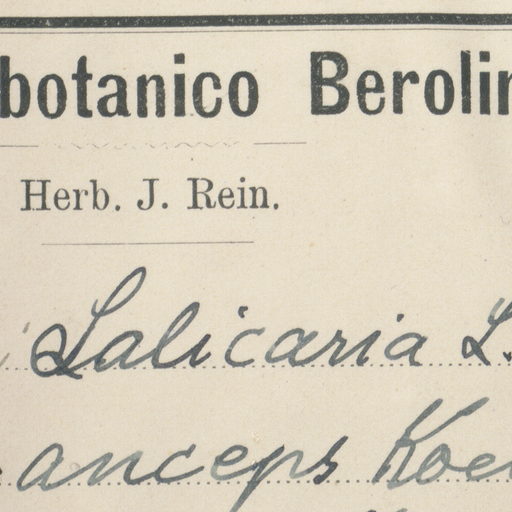 botanico Berolin
Herb. J. Rein.
Salicaria L.
anceps Koe